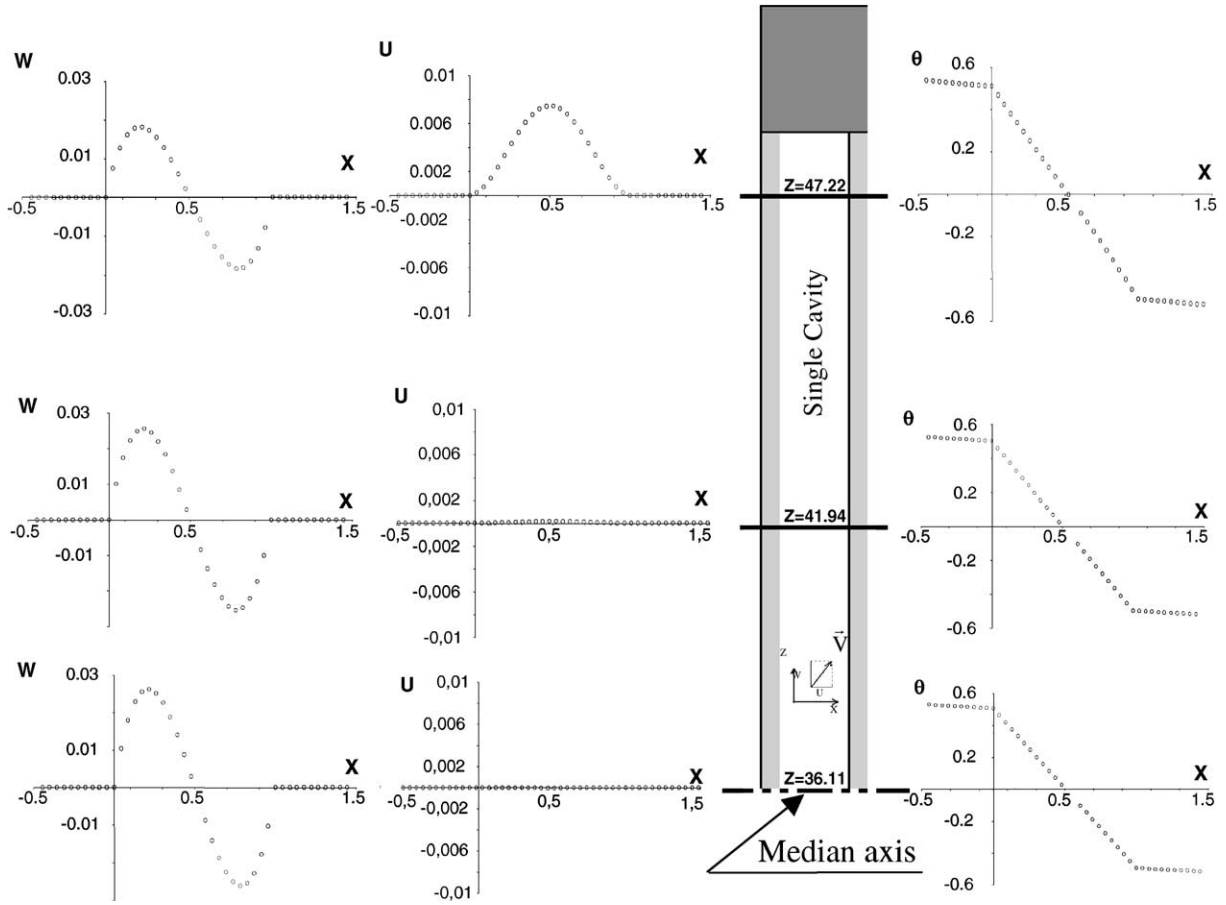 W
0.03
0.01
X
-0.5
0.5
1.5
-0.01
-0.03
U
0.01
0.006
0.002
X
-0.5
0.5
1.5
-0.002
-0.006
-0.01
Z=47.22
Single Cavity
θ
0.6
0.2
X
-0.5
0.5
1.5
-0.2
-0.6
W
0.03
0.01
X
-0.5
0.5
1.5
-0.01
U
0,01
0,006
0,002
X
-0,5
0,5
1,5
-0,002
-0,006
-0,01
Z=41.94
θ
0.6
0.2
X
-0.5
0.5
1.5
-0.2
-0.6
W
0.03
0.01
X
-0.5
0.5
1.5
-0.01
U
0,01
0,006
0,002
X
-0,5
0,5
1,5
-0,002
-0,006
-0,01
Z
V
W
U
X
Z=36.11
Median axis
θ
0.6
0.2
X
-0.5
0.5
1.5
-0.2
-0.6